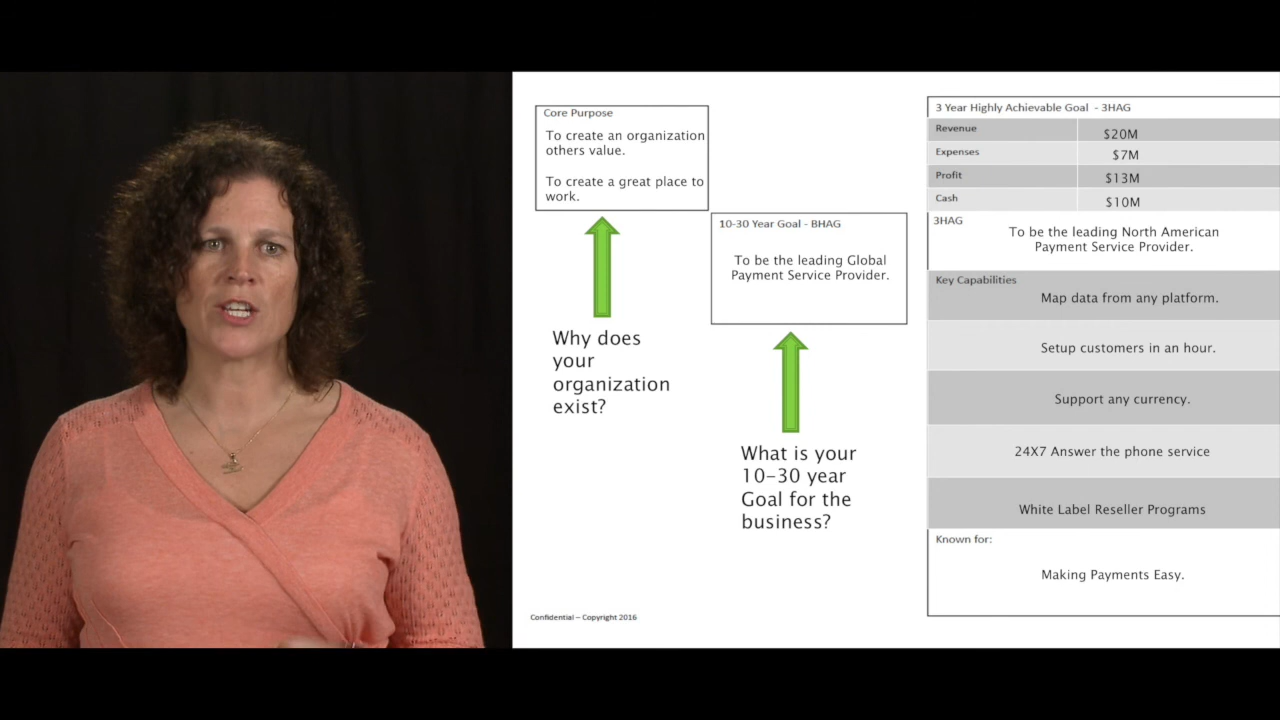 Core Purpose
To create an organization
others value.
To create a great place to
work.
Why does
your
organization
exist?
10-30 Year Goal - BHAG
To be the leading Global
Payment Service Provider.
What is your
10-30 year
Goal for the
business?
3 Year Highly Achievable Goal - 3HAG
Revenue $20M
Expenses $7M
Profit $13M
Cash $10M
3HAG
To be the leading North American
Payment Service Provider.
Key Capabilities
Map data from any platform.
Setup customers in an hour.
Support any currency.
24X7 Answer the phone service
White Label Reseller Programs
Known for:
Making Payments Easy.
Confidential – Copyright 2016